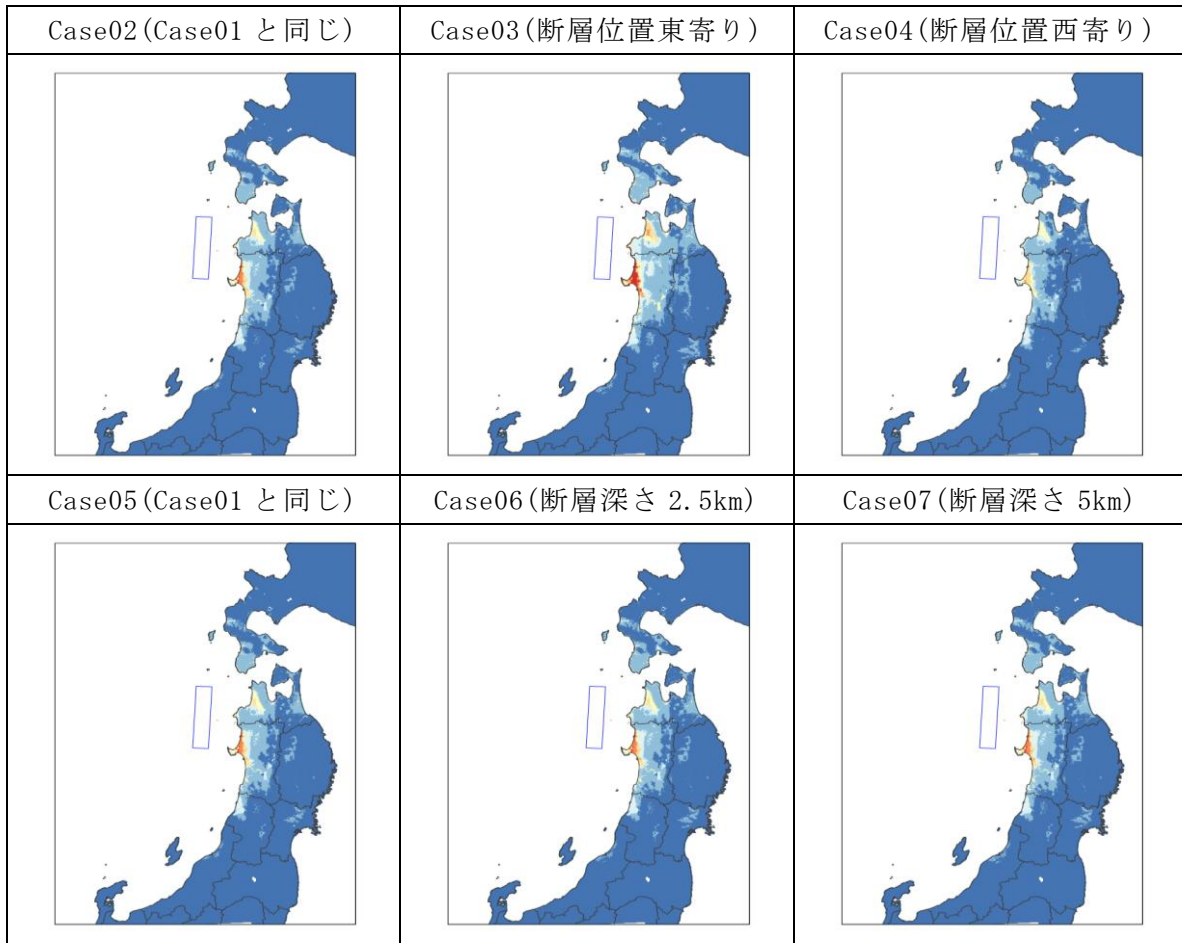 Case02(Case01 と同じ)
Case03(断層位置東寄り)
Case04(断層位置西寄り)
Case05(Case01 と同じ)
Case06(断層深さ 2.5km)
Case07(断層深さ 5km)